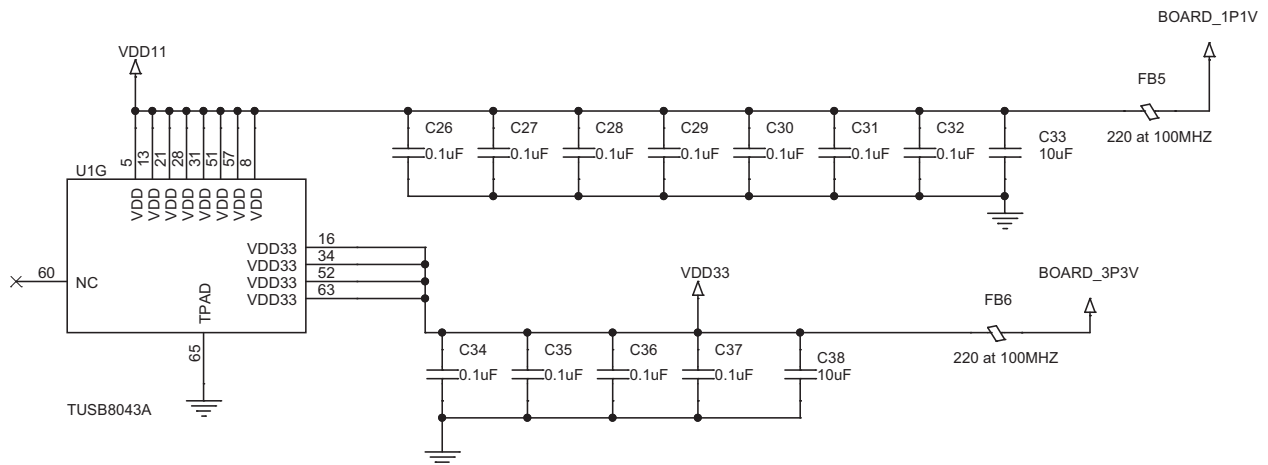 BOARD_1P1V
VDD11
FB5
220 at 100MHZ
C26
0.1uF
C27
0.1uF
C28
0.1uF
C29
0.1uF
C30
0.1uF
C31
0.1uF
C32
0.1uF
C33
10uF
5
13
21
28
31
51
57
8
U1G
VDD
VDD
VDD
VDD
VDD
VDD
VDD
VDD
VDD33 16
VDD33 34
VDD33 52
VDD33 63
60 NC
TPAD
65
TUSB8043A
VDD33
BOARD_3P3V
FB6
220 at 100MHZ
C34
0.1uF
C35
0.1uF
C36
0.1uF
C37
0.1uF
C38
10uF